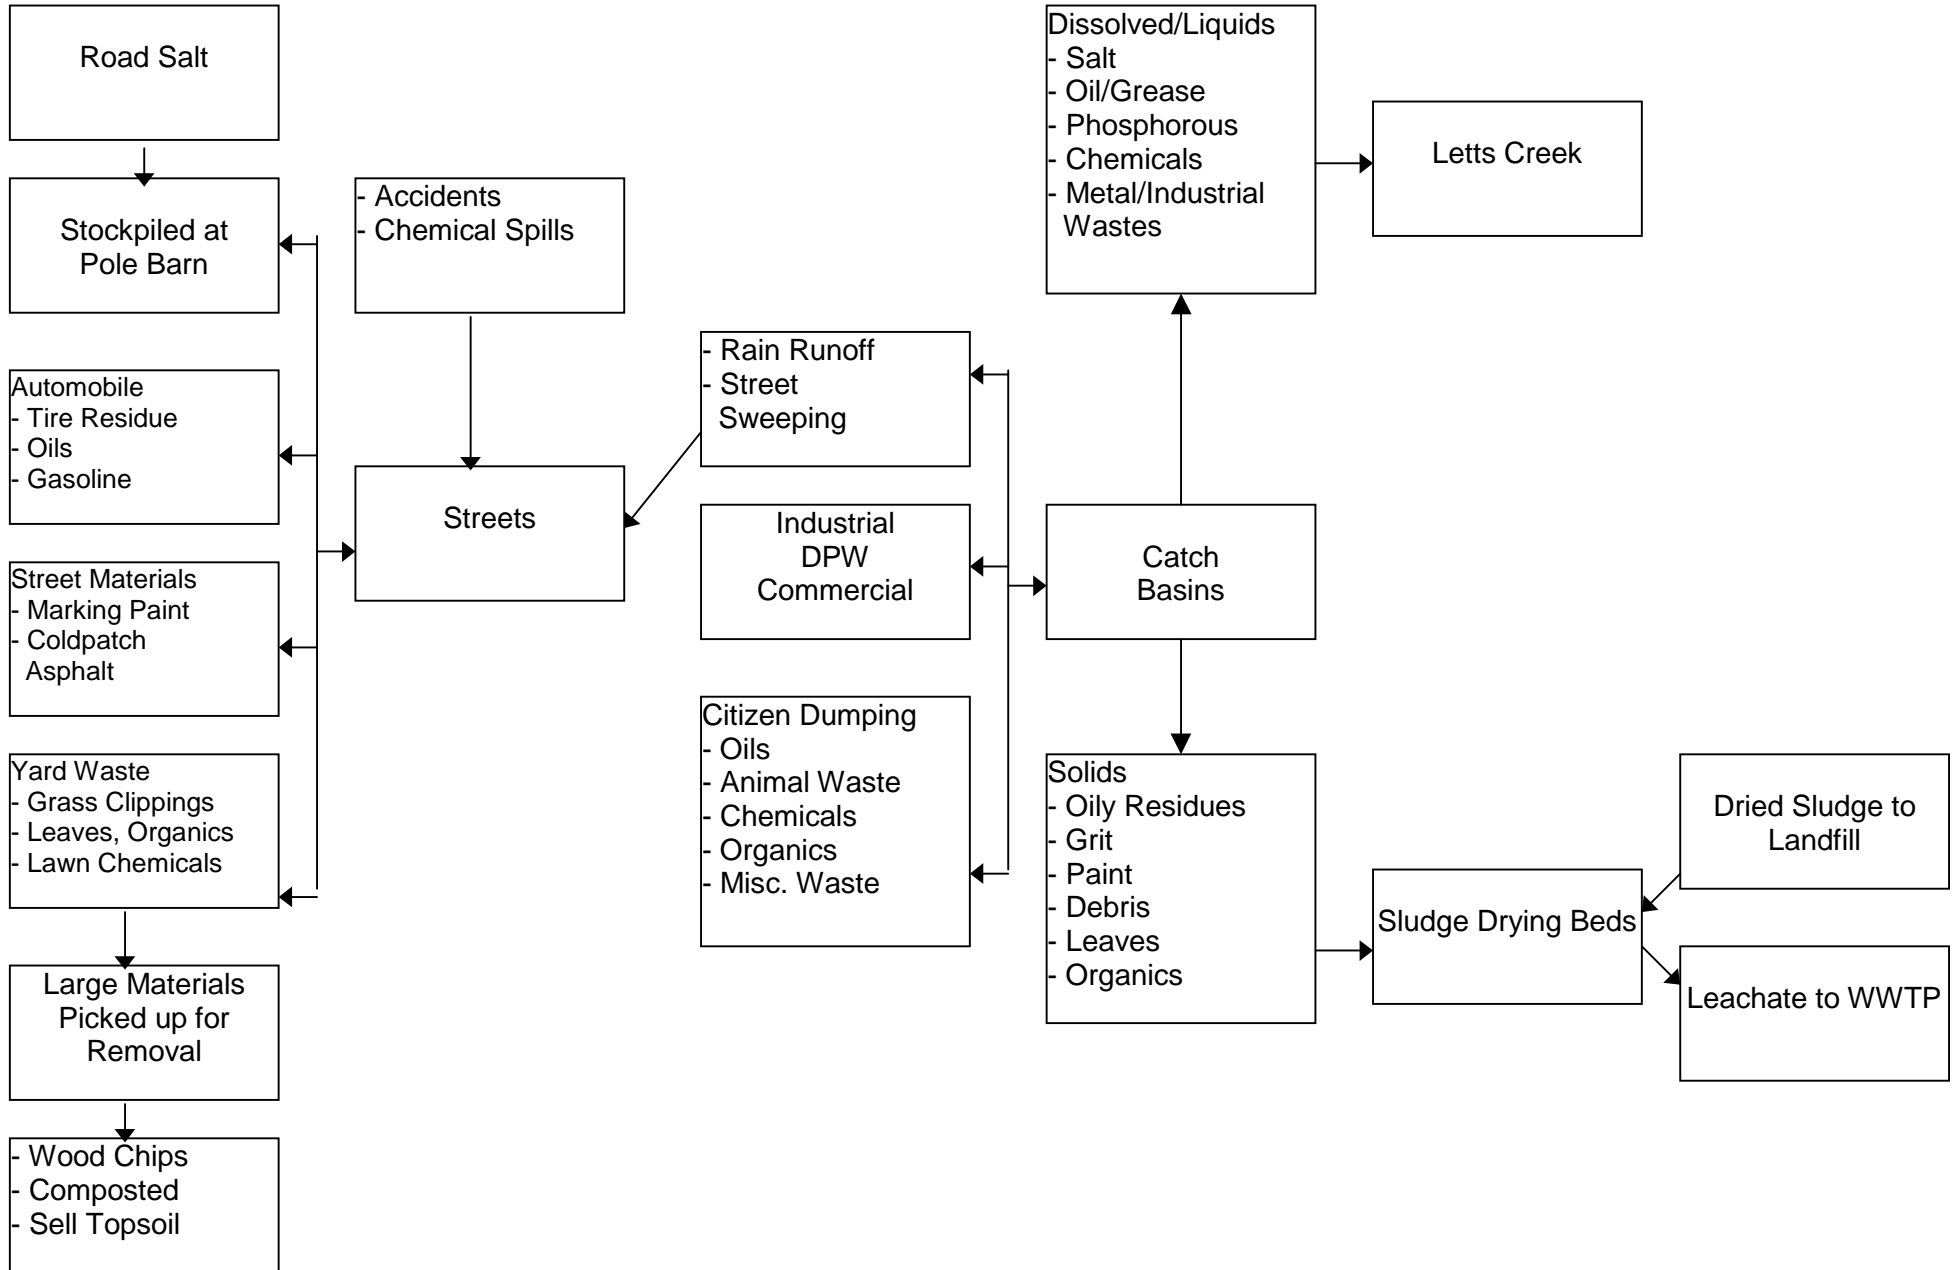 Road Salt
Stockpiled at
Pole Barn
Automobile
- Tire Residue
- Oils
- Gasoline
Street Materials
- Marking Paint
- Coldpatch
Asphalt
Yard Waste
- Grass Clippings
- Leaves, Organics
- Lawn Chemicals
Large Materials
Picked up for
Removal
- Wood Chips
- Composted
- Sell Topsoil
- Accidents
- Chemical Spills
Streets
- Rain Runoff
- Street
Sweeping
Industrial
DPW
Commercial
Citizen Dumping
- Oils
- Animal Waste
- Chemicals
- Organics
- Misc. Waste
Dissolved/Liquids
- Salt
- Oil/Grease
- Phosphorous
- Chemicals
- Metal/Industrial
Wastes
Letts Creek
Catch
Basins
Solids
- Oily Residues
- Grit
- Paint
- Debris
- Leaves
- Organics
Sludge Drying Beds
Dried Sludge to
Landfill
Leachate to WWTP